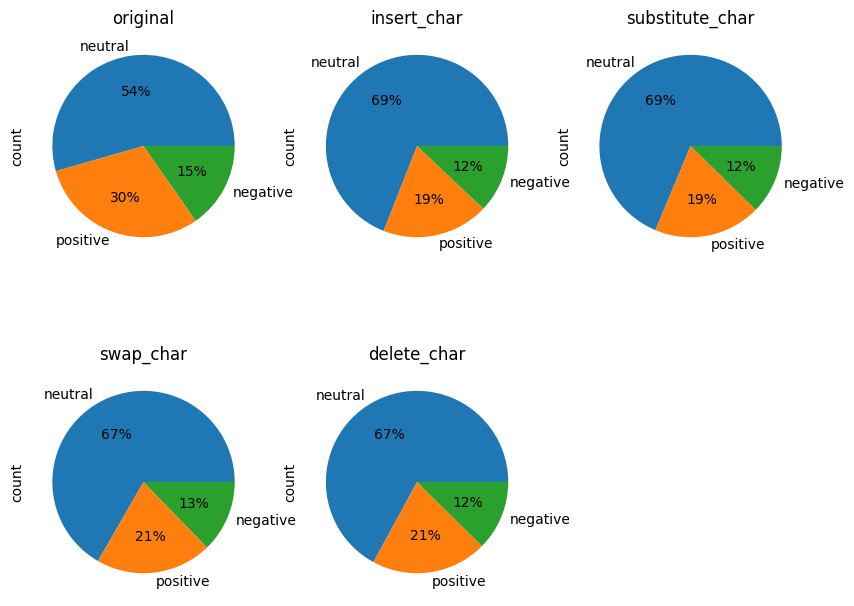 original
neutral
54%
count
15%
30%
negative
positive
insert_char
neutral
69%
count
12%
negative
19%
positive
substitute_char
neutral
69%
count
12%
negative
19%
positive
swap_char
neutral
67%
count
13%
negative
21%
positive
delete_char
neutral
67%
count
12%
negative
21%
positive